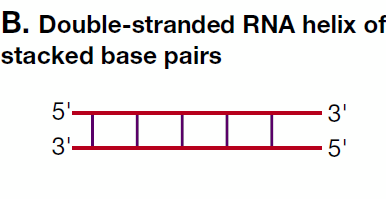 B. Double-stranded RNA helix of
stacked base pairs
5' 3'
3' 5'